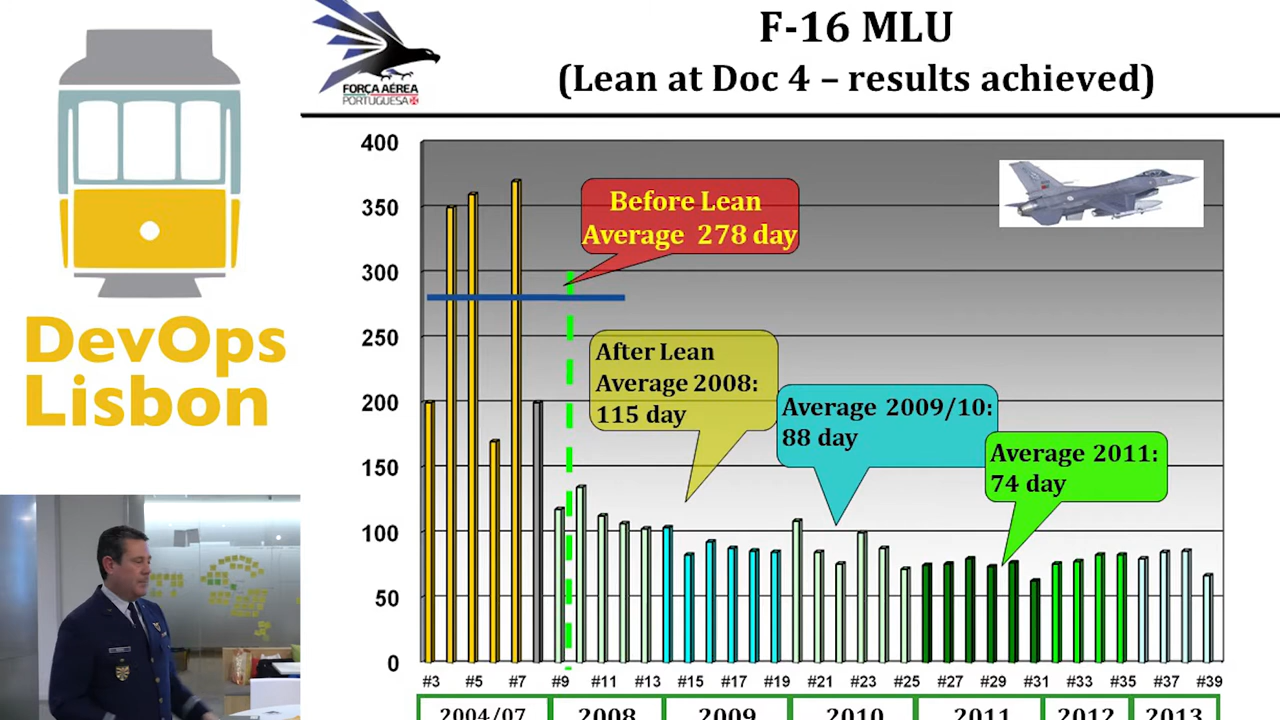 DevOps
Lisbon
FORÇA AÉREA
PORTUGUESA
F-16 MLU
(Lean at Doc 4 – results achieved)
400
350
300
250
200
150
100
50
0
Before Lean
Average 278 day
After Lean
Average 2008:
115 day
Average 2009/10:
88 day
Average 2011:
74 day
#3 #5 #7 #9 #11 #13 #15 #17 #19 #21 #23 #25 #27 #29 #31 #33 #35 #37 #39
2004/07 2008 2009 2010 2011 2012 2013